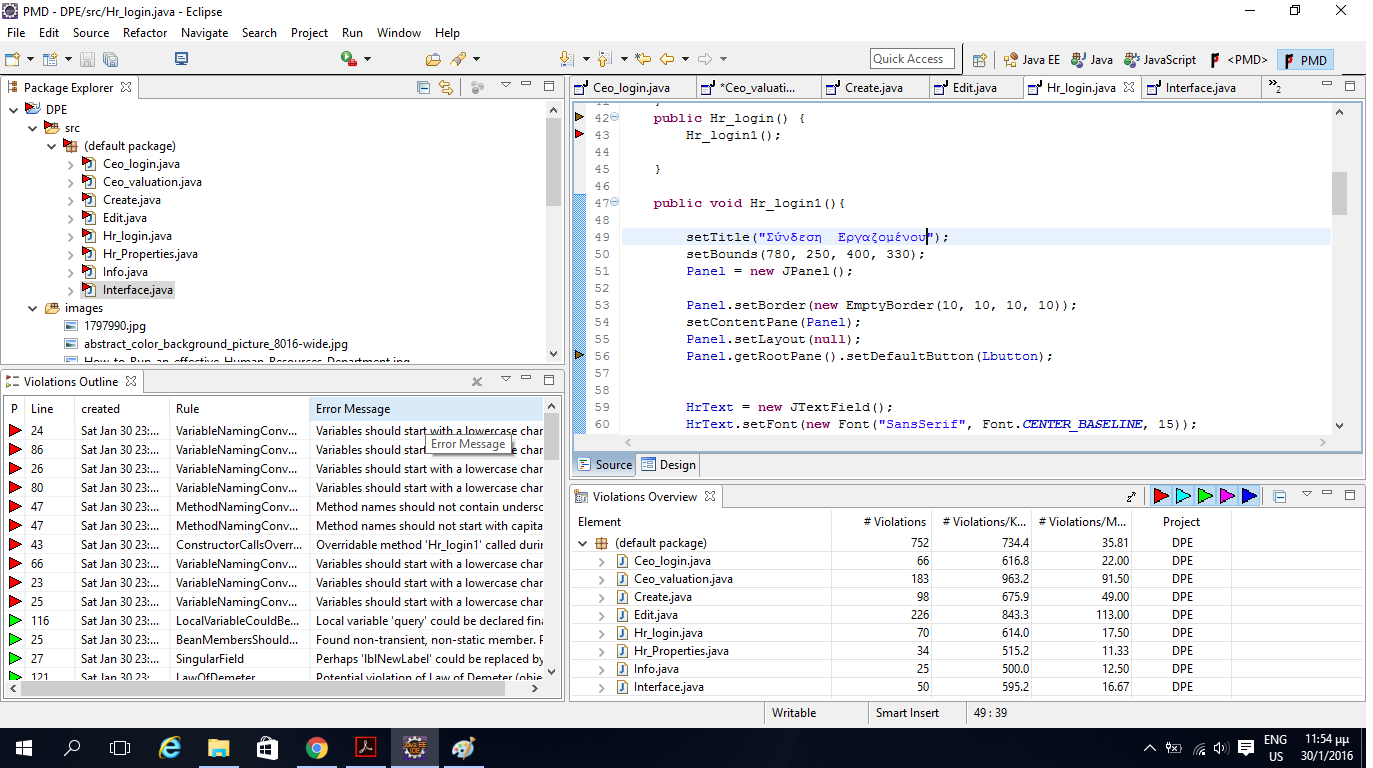 PMD - DPE/src/Hr_login.java - Eclipse
File Edit Source Refactor Navigate Search Project Run Window Help
Quick Access Java EE Java JavaScript <PMD> PMD
Package Explorer
DPE
src
(default package)
Ceo_login.java
Ceo_valuation.java
Create.java
Edit.java
Hr_login.java
Hr_Properties.java
Info.java
Interface.java
images
1797990.jpg
abstract_color_background_picture_8016-wide.jpg
How-to-Run-an-effective-Human-Resources-Department.jpg
Ceo_login.java *Ceo_valuati... Create.java Edit.java Hr_login.java Interface.java »2
41 }
42 public Hr_login() {
43 Hr_login1();
44
45 }
46
47 public void Hr_login1(){
48
49 setTitle("Σύνδεση Εργαζομένου");
50 setBounds(780, 250, 400, 330);
51 Panel = new JPanel();
52
53 Panel.setBorder(new EmptyBorder(10, 10, 10, 10));
54 setContentPane(Panel);
55 Panel.setLayout(null);
56 Panel.getRootPane().setDefaultButton(Lbutton);
57
58
59 HrText = new JTextField();
60 HrText.setFont(new Font("SansSerif", Font.CENTER_BASELINE, 15));
Source Design
Violations Outline
P Line created Rule Error Message
24 Sat Jan 30 23:... VariableNamingConv... Variables should start with a lowercase char
86 Sat Jan 30 23:... VariableNamingConv... Variables should start with a lowercase char
Error Message
26 Sat Jan 30 23:... VariableNamingConv... Variables should start with a lowercase char
80 Sat Jan 30 23:... VariableNamingConv... Variables should start with a lowercase char
47 Sat Jan 30 23:... MethodNamingConv... Method names should not contain undersc
47 Sat Jan 30 23:... MethodNamingConv... Method names should not start with capita
43 Sat Jan 30 23:... ConstructorCallsOverr... Overridable method 'Hr_login1' called durin
66 Sat Jan 30 23:... VariableNamingConv... Variables should start with a lowercase char
23 Sat Jan 30 23:... VariableNamingConv... Variables should start with a lowercase char
25 Sat Jan 30 23:... VariableNamingConv... Variables should start with a lowercase char
116 Sat Jan 30 23:... LocalVariableCouldBe... Local variable 'query' could be declared fina
25 Sat Jan 30 23:... BeanMembersShould... Found non-transient, non-static member. P
27 Sat Jan 30 23:... SingularField Perhaps 'lblNewLabel' could be replaced by
121 Sat Jan 30 23:... LawOfDemeter Potential violation of Law of Demeter (obje
Violations Overview
Element # Violations # Violations/K... # Violations/M... Project
(default package) 752 734.4 35.81 DPE
Ceo_login.java 66 616.8 22.00 DPE
Ceo_valuation.java 183 963.2 91.50 DPE
Create.java 98 675.9 49.00 DPE
Edit.java 226 843.3 113.00 DPE
Hr_login.java 70 614.0 17.50 DPE
Hr_Properties.java 34 515.2 11.33 DPE
Info.java 25 500.0 12.50 DPE
Interface.java 50 595.2 16.67 DPE
Writable Smart Insert 49 : 39
ENG 11:54 μμ
US 30/1/2016